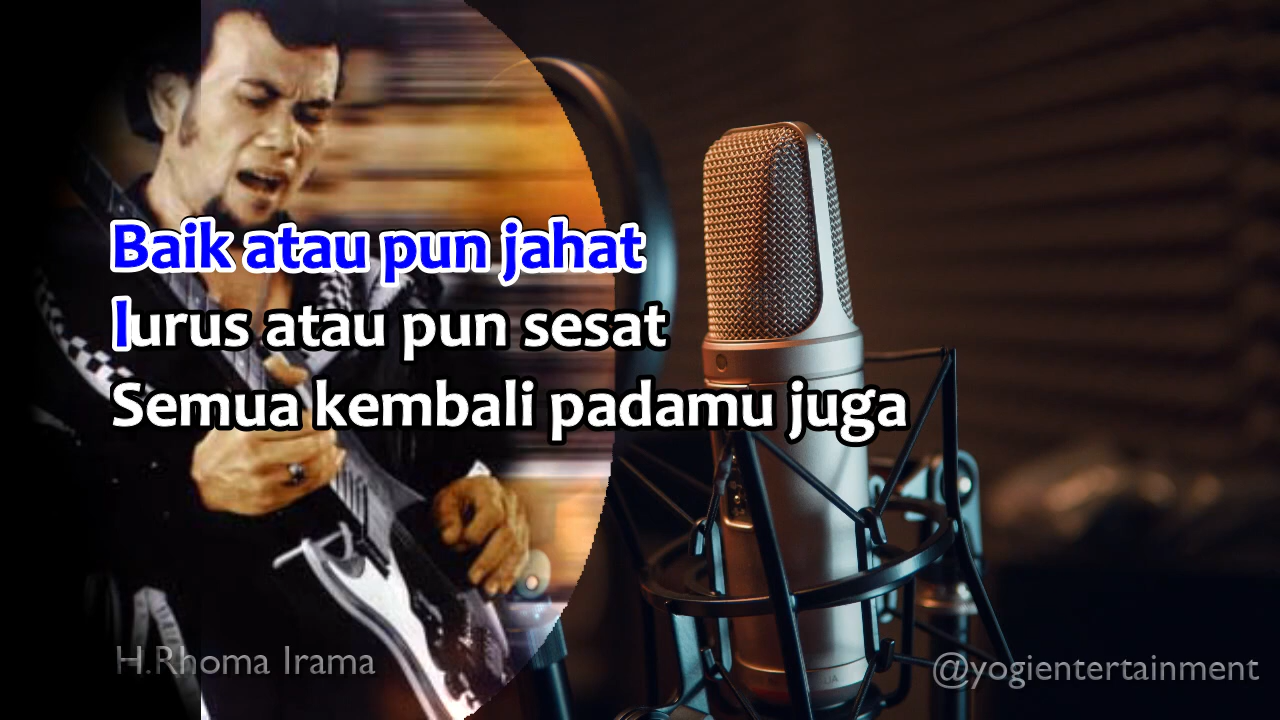 Baik atau pun jahat
lurus atau pun sesat
Semua kembali padamu juga
H.Rhoma Irama
@yogientertainment